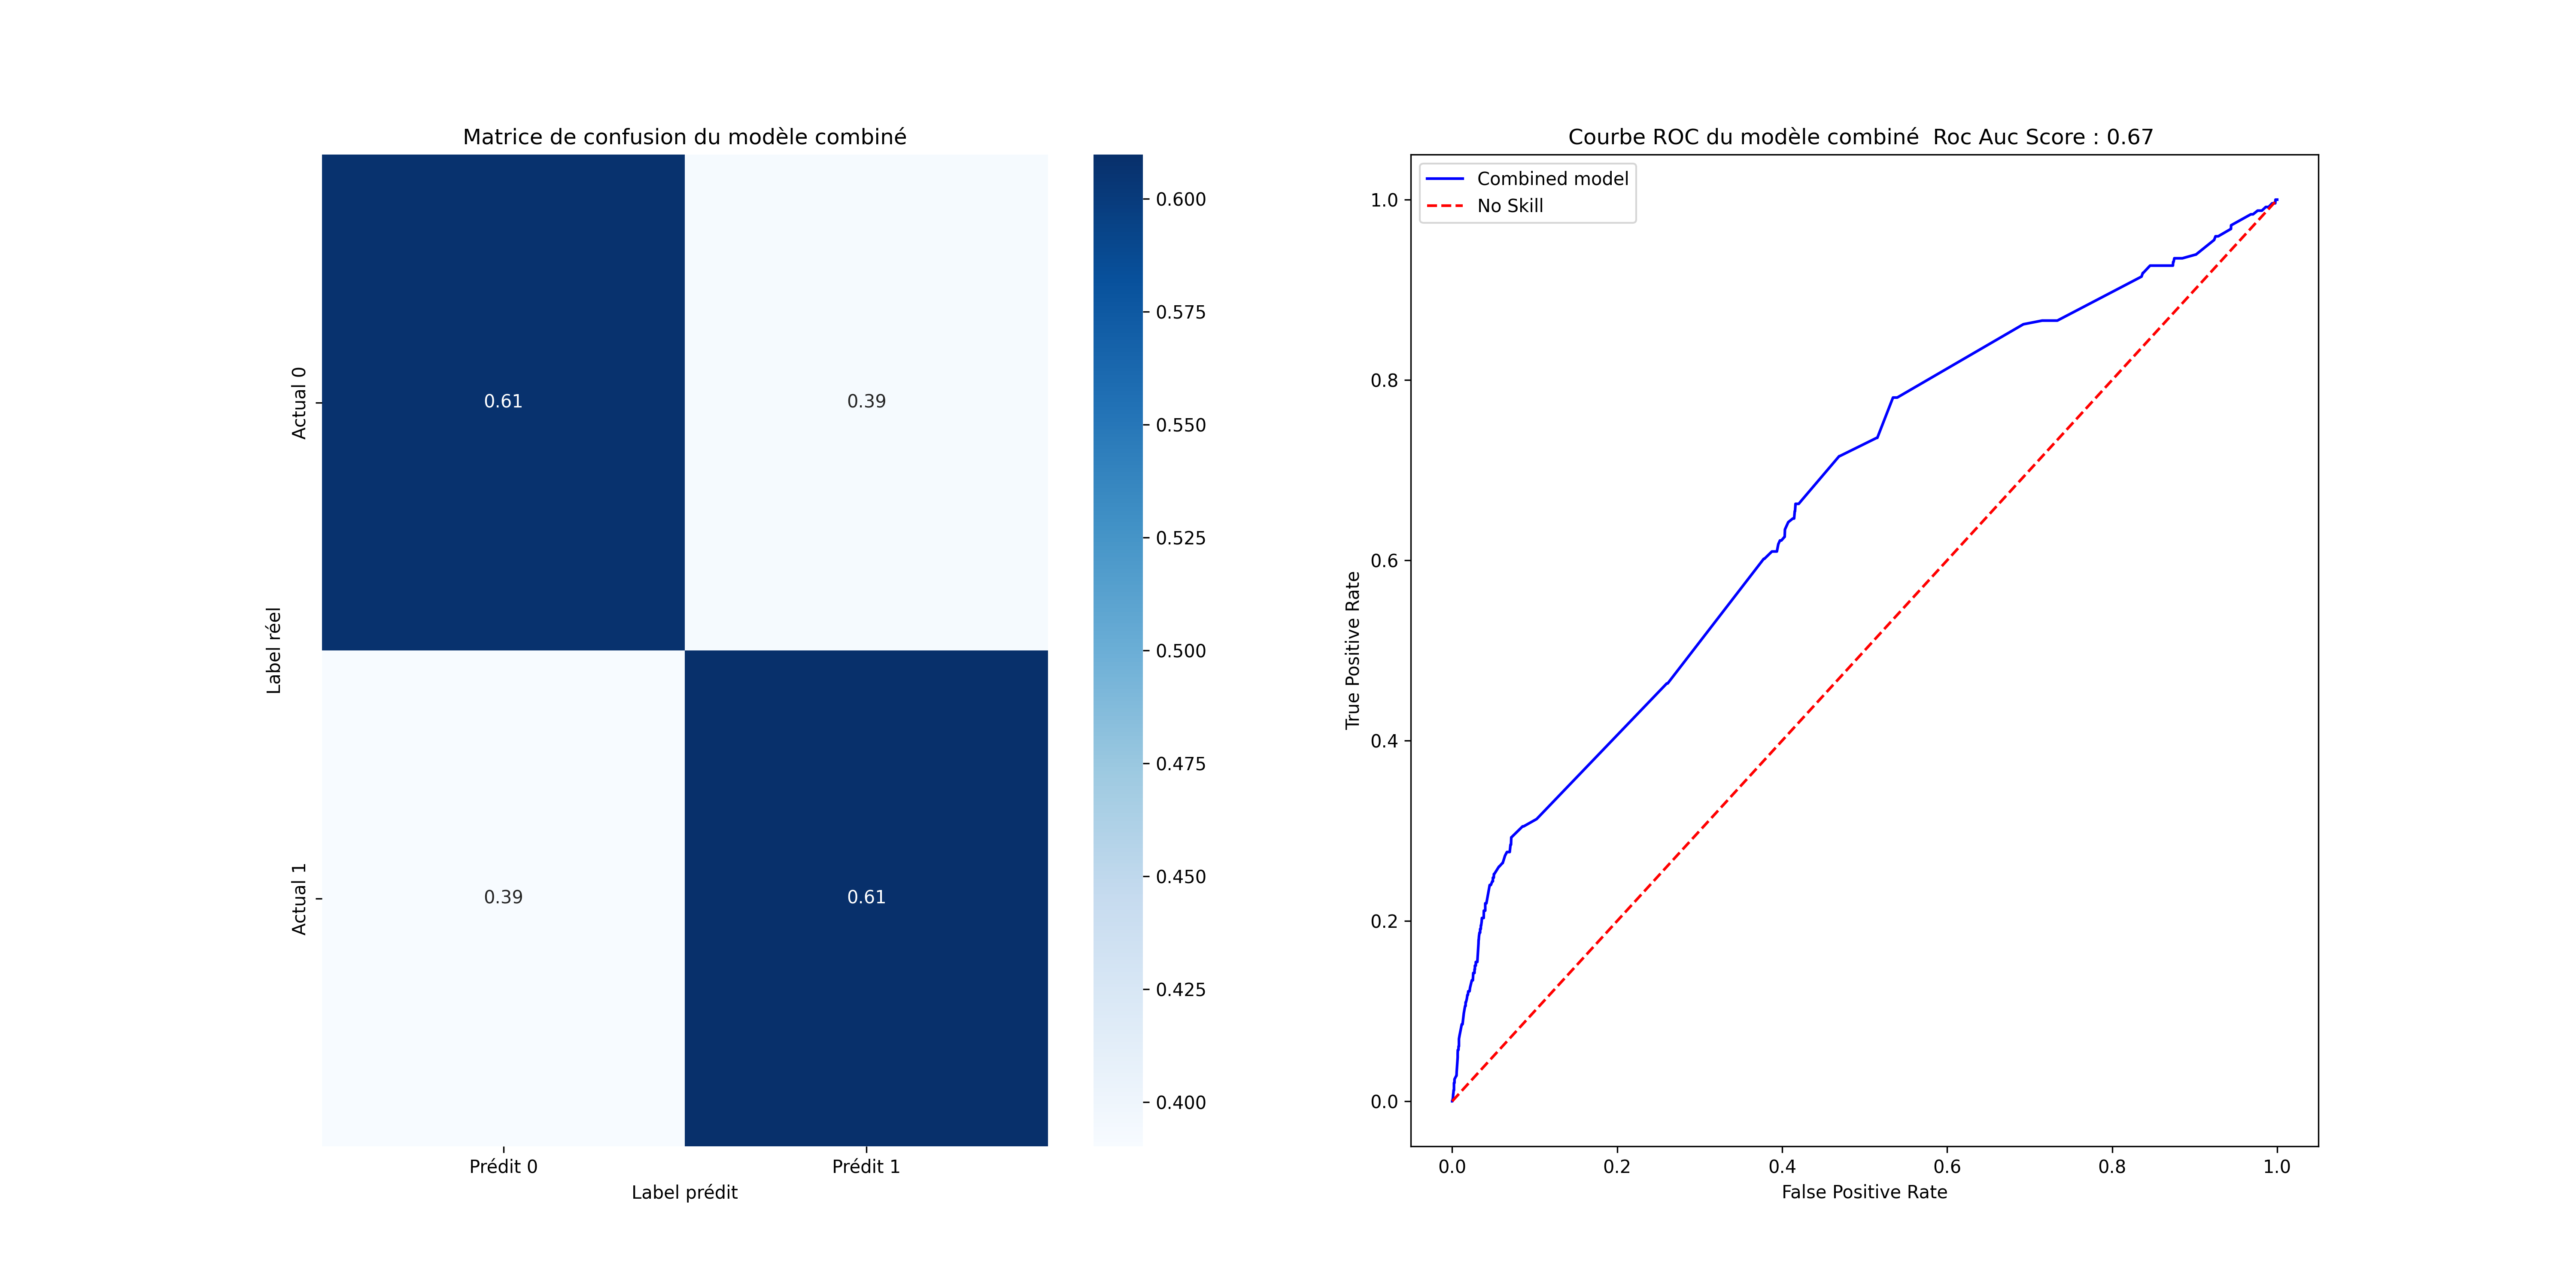 Matrice de confusion du modèle combiné
Label réel
Actual 0
Actual 1
0.61
0.39
0.39
0.61
Prédit 0
Prédit 1
Label prédit
0.600
0.575
0.550
0.525
0.500
0.475
0.450
0.425
0.400
Courbe ROC du modèle combiné  Roc Auc Score : 0.67
Combined model
No Skill
True Positive Rate
1.0
0.8
0.6
0.4
0.2
0.0
0.0
0.2
0.4
0.6
0.8
1.0
False Positive Rate